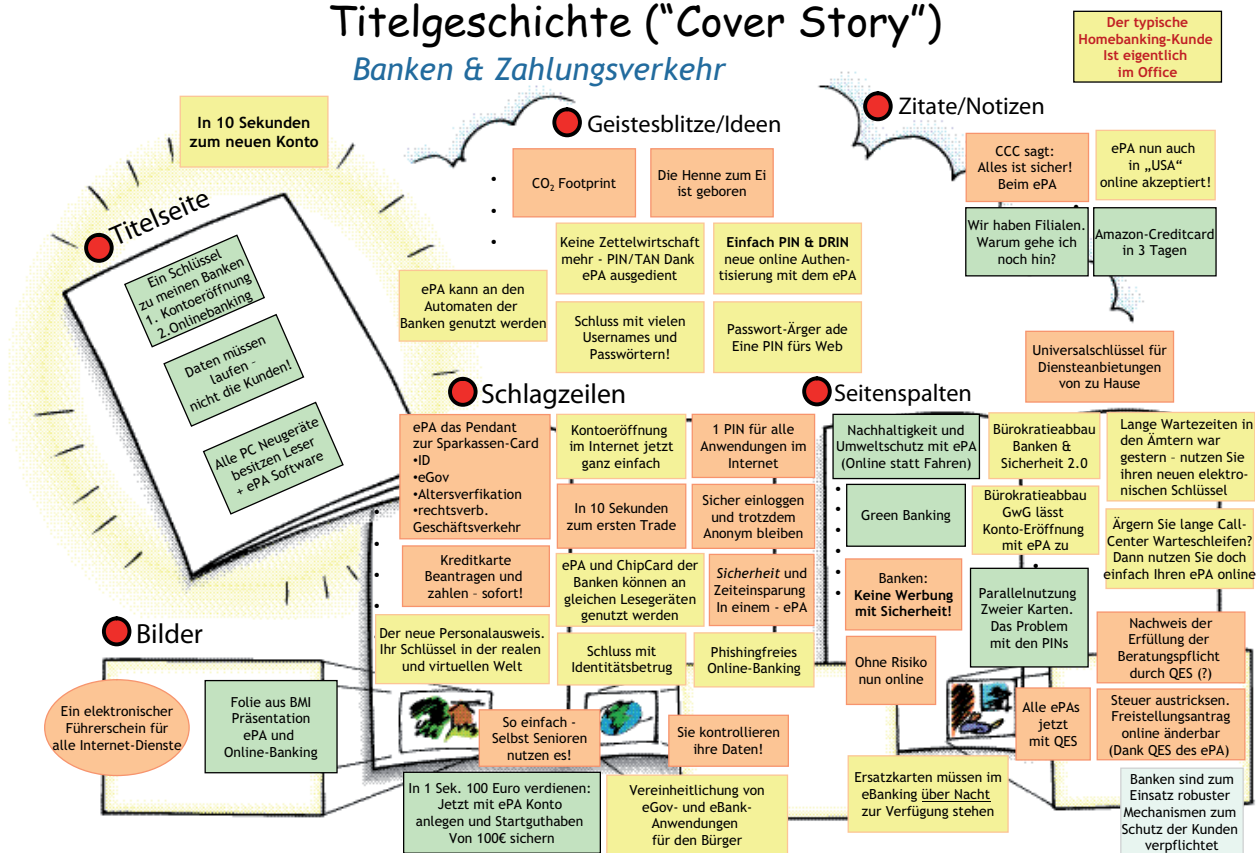 Titelgeschichte ("Cover Story")
Banken & Zahlungsverkehr
Der typische
Homebanking-Kunde
Ist eigentlich
im Office
In 10 Sekunden
zum neuen Konto
Titelseite
Ein Schlüssel
zu meinen Banken
1. Kontoeröffnung
2.Onlinebanking
Daten müssen
laufen -
nicht die Kunden!
Alle PC Neugeräte
besitzen Leser
+ ePA Software
Geistesblitze/Ideen
CO₂ Footprint
Die Henne zum Ei
ist geboren
Keine Zettelwirtschaft
mehr - PIN/TAN Dank
ePA ausgedient
Einfach PIN & DRIN
neue online Authen-
tisierung mit dem ePA
ePA kann an den
Automaten der
Banken genutzt werden
Schluss mit vielen
Usernames und
Passwörtern!
Passwort-Ärger ade
Eine PIN fürs Web
Zitate/Notizen
CCC sagt:
Alles ist sicher!
Beim ePA
ePA nun auch
in „USA“
online akzeptiert!
Wir haben Filialen.
Warum gehe ich
noch hin?
Amazon-Creditcard
in 3 Tagen
Universalschlüssel für
Diensteanbietungen
von zu Hause
Schlagzeilen
ePA das Pendant
zur Sparkassen-Card
•ID
•eGov
•Altersverfikation
•rechtsverb.
Geschäftsverkehr
Kontoeröffnung
im Internet jetzt
ganz einfach
1 PIN für alle
Anwendungen im
Internet
In 10 Sekunden
zum ersten Trade
Sicher einloggen
und trotzdem
Anonym bleiben
Kreditkarte
Beantragen und
zahlen - sofort!
ePA und ChipCard der
Banken können an
gleichen Lesegeräten
genutzt werden
Sicherheit und
Zeiteinsparung
In einem - ePA
Der neue Personalausweis.
Ihr Schlüssel in der realen
und virtuellen Welt
Schluss mit
Identitätsbetrug
Phishingfreies
Online-Banking
Seitenspalten
Nachhaltigkeit und
Umweltschutz mit ePA
(Online statt Fahren)
Bürokratieabbau
Banken &
Sicherheit 2.0
Lange Wartezeiten in
den Ämtern war
gestern - nutzen Sie
ihren neuen elektro-
nischen Schlüssel
Green Banking
Bürokratieabbau
GwG lässt
Konto-Eröffnung
mit ePA zu
Ärgern Sie lange Call-
Center Warteschleifen?
Dann nutzen Sie doch
einfach Ihren ePA online
Banken:
Keine Werbung
mit Sicherheit!
Parallelnutzung
Zweier Karten.
Das Problem
mit den PINs
Nachweis der
Erfüllung der
Beratungspflicht
durch QES (?)
Ohne Risiko
nun online
Alle ePAs
jetzt
mit QES
Steuer austricksen.
Freistellungsantrag
online änderbar
(Dank QES des ePA)
Ersatzkarten müssen im
eBanking über Nacht
zur Verfügung stehen
Banken sind zum
Einsatz robuster
Mechanismen zum
Schutz der Kunden
verpflichtet
Bilder
Ein elektronischer
Führerschein für
alle Internet-Dienste
Folie aus BMI
Präsentation
ePA und
Online-Banking
So einfach -
Selbst Senioren
nutzen es!
Sie kontrollieren
ihre Daten!
In 1 Sek. 100 Euro verdienen:
Jetzt mit ePA Konto
anlegen und Startguthaben
Von 100€ sichern
Vereinheitlichung von
eGov- und eBank-
Anwendungen
für den Bürger